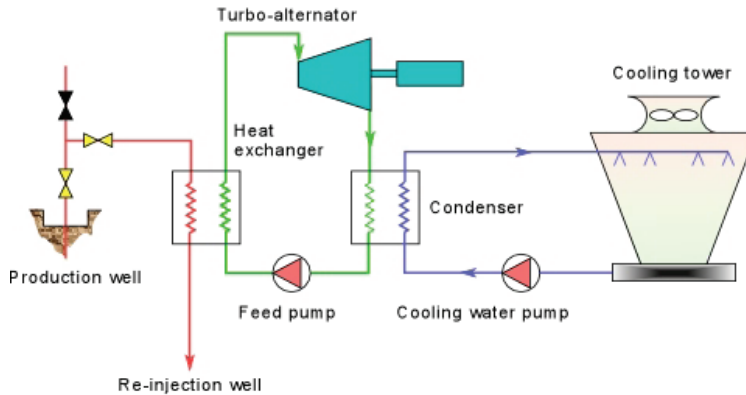 Turbo-alternator
Cooling tower
Heat
exchanger
Condenser
Production well
Feed pump
Cooling water pump
Re-injection well